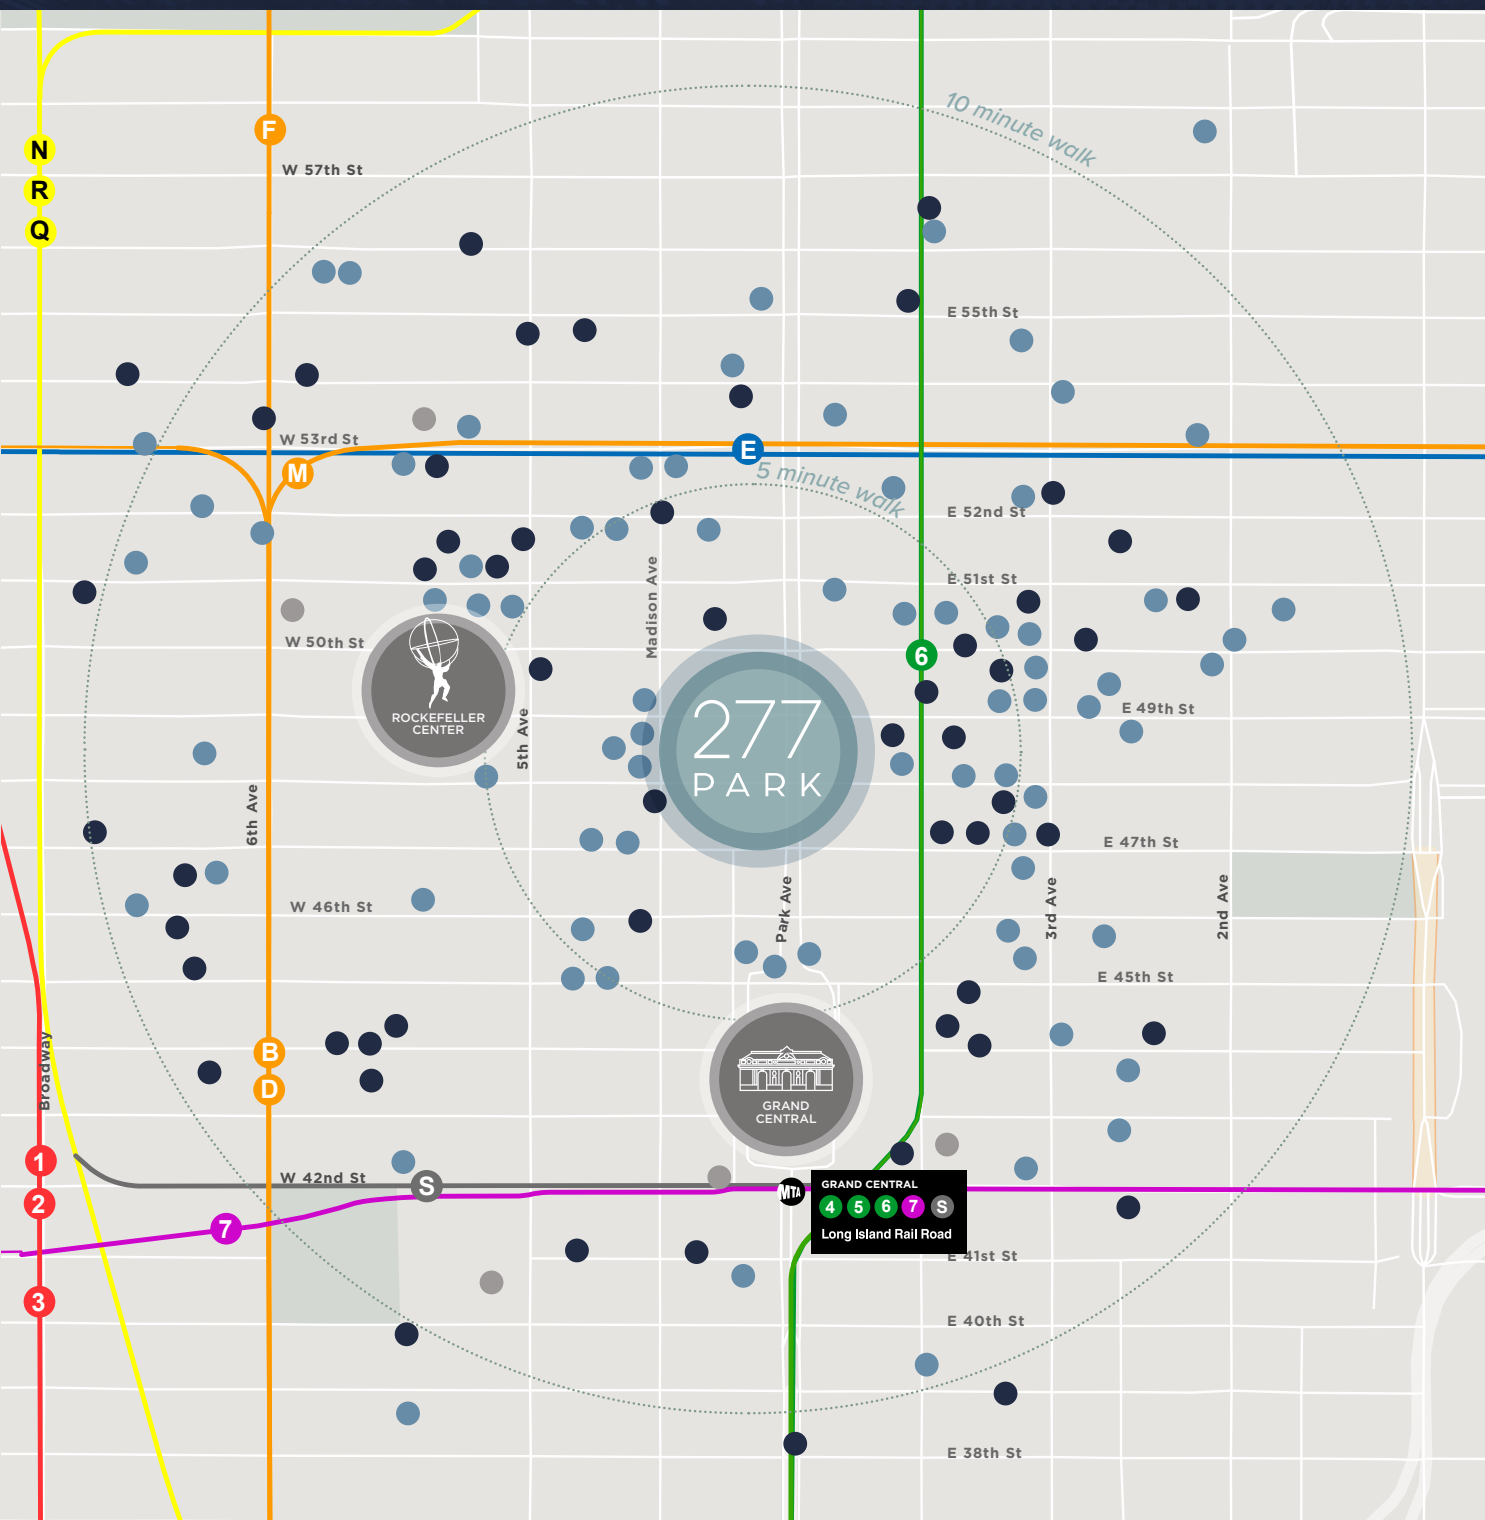 10 minute walk
F
N
W 57th St
R
Q
E 55th St
W 53rd St
E
M
5 minute walk
E 52nd St
Madison Ave
E 51st St
W 50th St
6
ROCKEFELLER
CENTER
5th Ave
277
PARK
E 49th St
6th Ave
E 47th St
W 46th St
Park Ave
3rd Ave
2nd Ave
E 45th St
Broadway
B
D
GRAND
CENTRAL
1
W 42nd St
S
2
7
MTA
GRAND CENTRAL
4 5 6 7 S
Long Island Rail Road
E 41st St
3
E 40th St
E 38th St